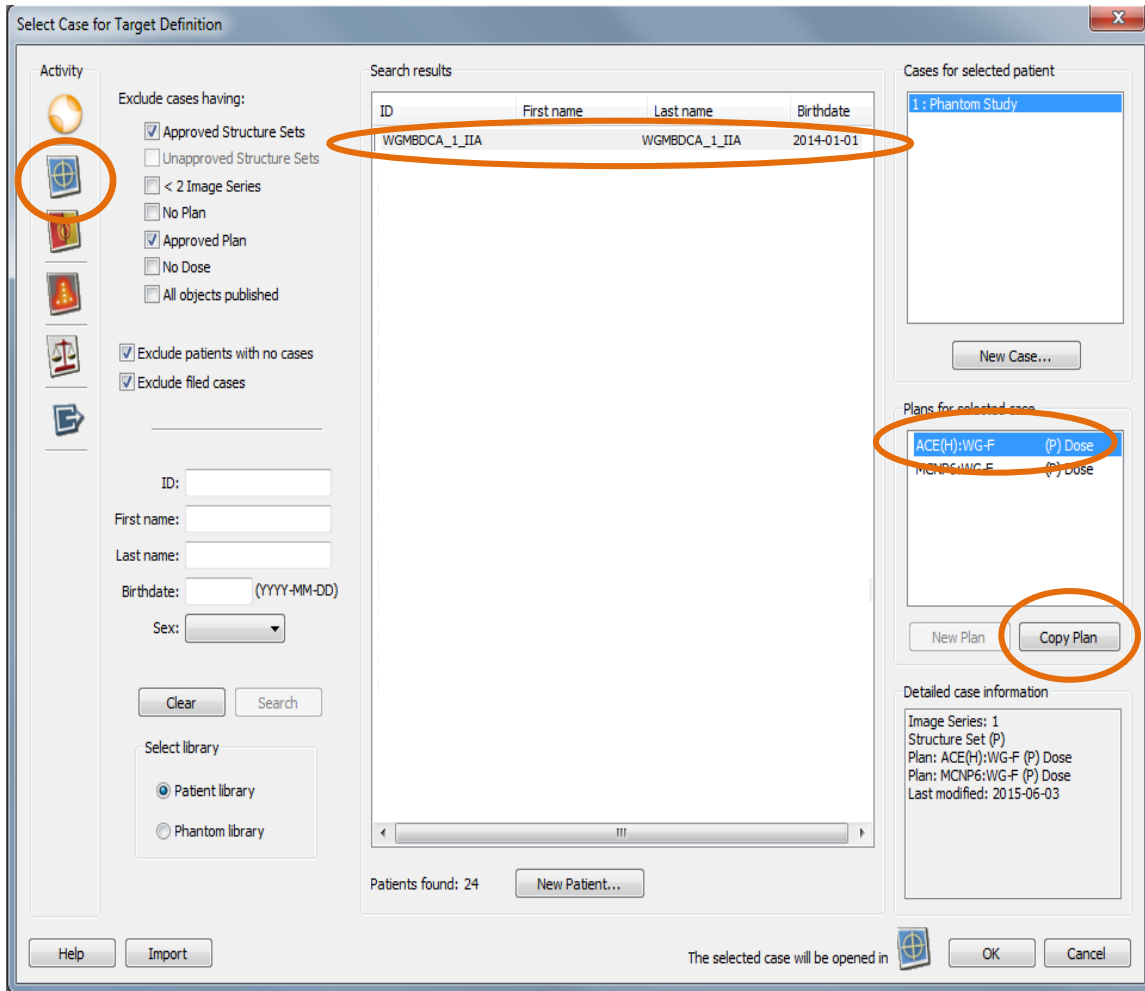 Select Case for Target Definition
Activity
Exclude cases having:
Approved Structure Sets
Unapproved Structure Sets
< 2 Image Series
No Plan
Approved Plan
No Dose
All objects published
Exclude patients with no cases
Exclude filed cases
ID:
First name:
Last name:
Birthdate: (YYYY-MM-DD)
Sex:
Clear Search
Select library
Patient library
Phantom library
Search results
ID First name Last name Birthdate
WGMBDCA_1_IIA WGMBDCA_1_IIA 2014-01-01
Patients found: 24 New Patient...
Cases for selected patient
1 : Phantom Study
New Case...
Plans for selected case
ACE(H):WG-F (P) Dose
MCNP6:WG-F (P) Dose
New Plan Copy Plan
Detailed case information
Image Series: 1
Structure Set (P)
Plan: ACE(H):WG-F (P) Dose
Plan: MCNP6:WG-F (P) Dose
Last modified: 2015-06-03
Help Import
The selected case will be opened in OK Cancel